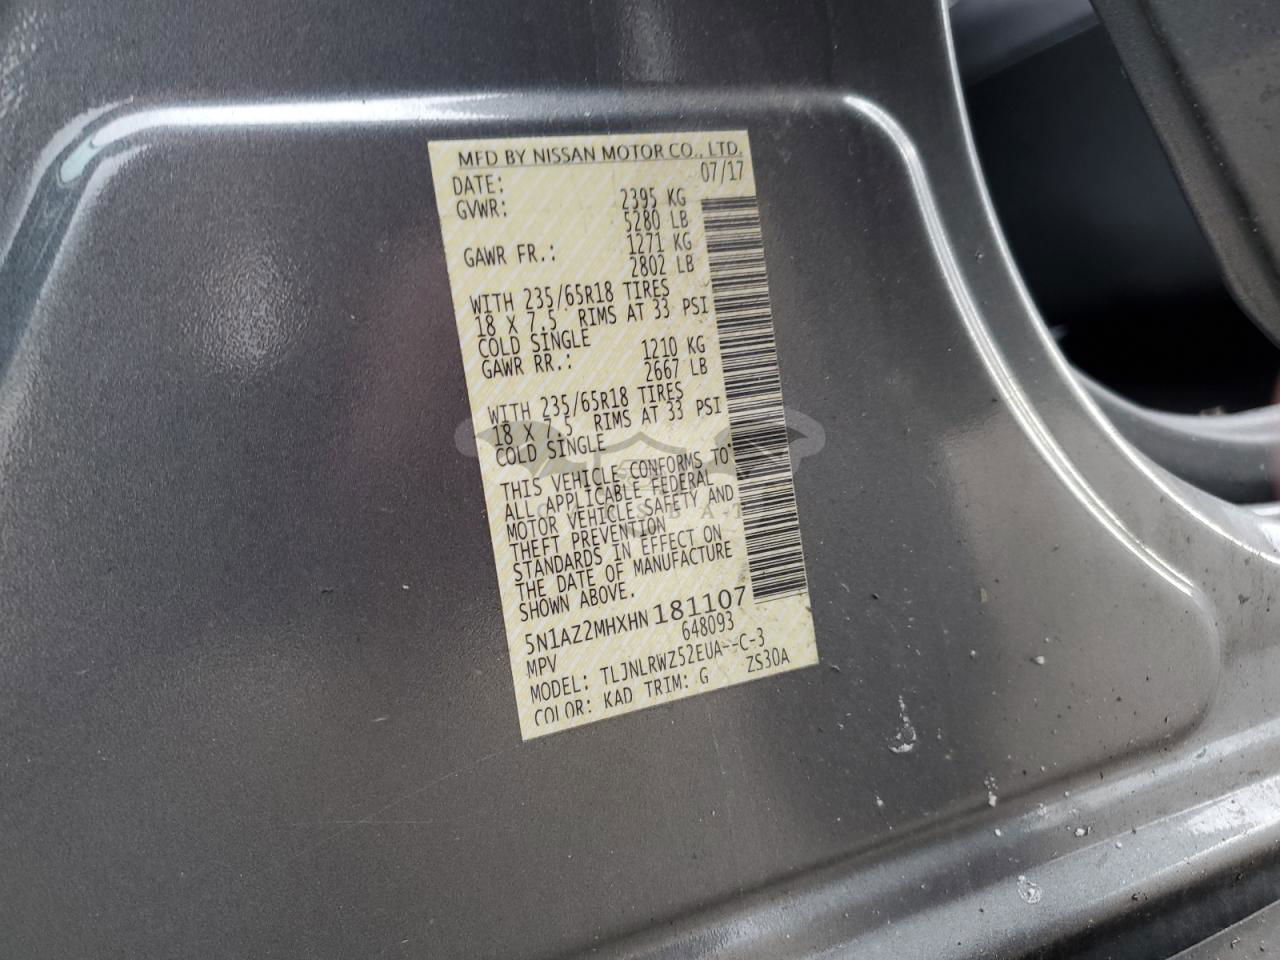 MFD BY NISSAN MOTOR CO., LTD.
DATE: 07/17
GVWR: 2395 KG
5280 LB
GAWR FR.: 1271 KG
2802 LB
WITH 235/65R18 TIRES
18 X 7.5 RIMS AT 33 PSI
COLD SINGLE
GAWR RR.: 1210 KG
2667 LB
WITH 235/65R18 TIRES
18 X 7.5 RIMS AT 33 PSI
COLD SINGLE
THIS VEHICLE CONFORMS TO
ALL APPLICABLE FEDERAL
MOTOR VEHICLE SAFETY AND
THEFT PREVENTION
STANDARDS IN EFFECT ON
THE DATE OF MANUFACTURE
SHOWN ABOVE.
5N1AZ2MHXHN181107
MPV 648093
MODEL: TLJNLRWZ52EUA--C-3
COLOR: KAD TRIM: G ZS30A